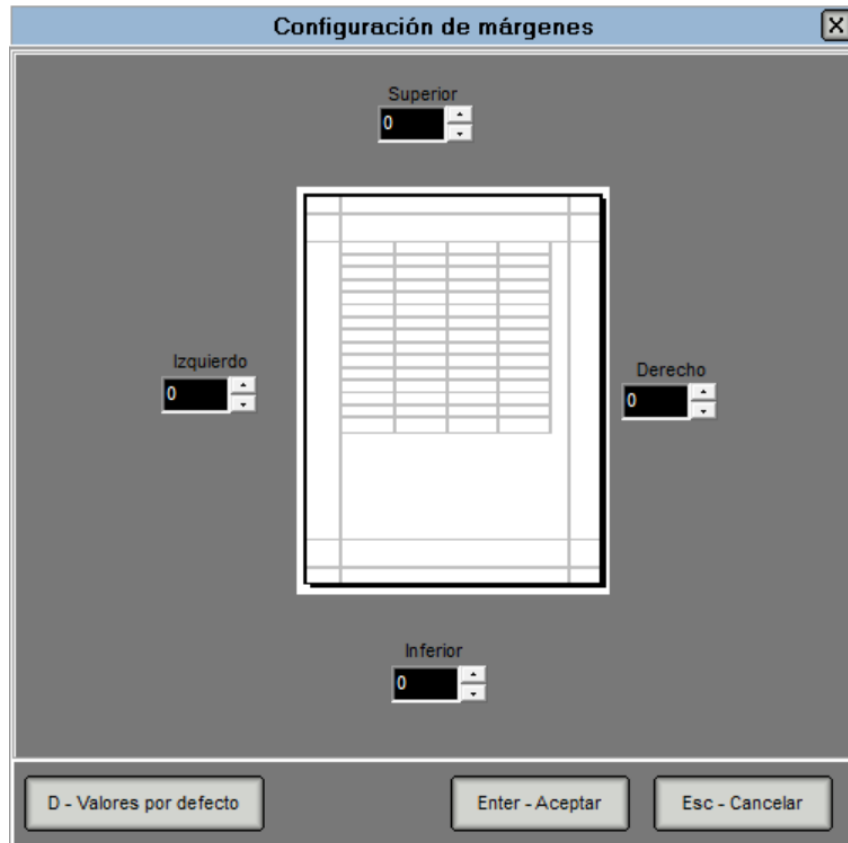 Configuración de márgenes
X
Superior
0
Izquierdo
0
Derecho
0
Inferior
0
D - Valores por defecto
Enter - Aceptar
Esc - Cancelar